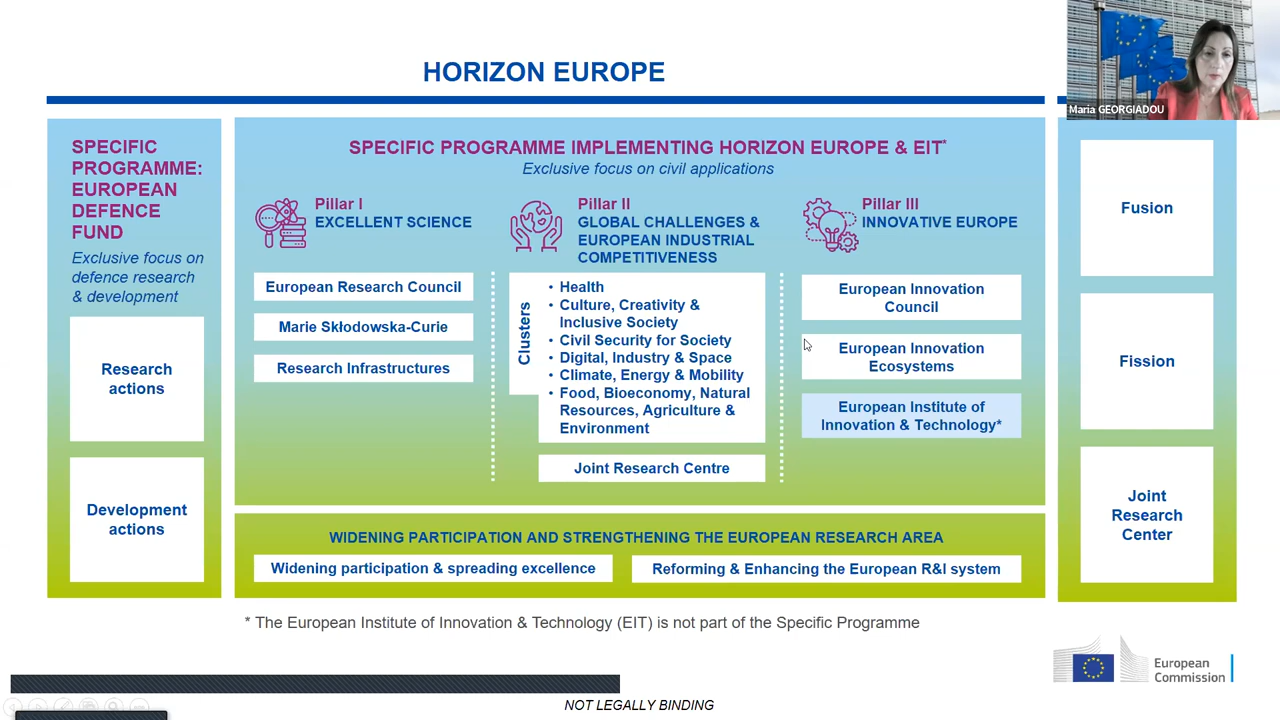 HORIZON EUROPE
Maria GEORGIADOU
SPECIFIC
PROGRAMME:
EUROPEAN
DEFENCE
FUND
Exclusive focus on
defence research
& development
Research
actions
Development
actions
SPECIFIC PROGRAMME IMPLEMENTING HORIZON EUROPE & EIT*
Exclusive focus on civil applications
Pillar I
EXCELLENT SCIENCE
European Research Council
Marie Skłodowska-Curie
Research Infrastructures
Pillar II
GLOBAL CHALLENGES &
EUROPEAN INDUSTRIAL
COMPETITIVENESS
Clusters
• Health
• Culture, Creativity &
Inclusive Society
• Civil Security for Society
• Digital, Industry & Space
• Climate, Energy & Mobility
• Food, Bioeconomy, Natural
Resources, Agriculture &
Environment
Joint Research Centre
Pillar III
INNOVATIVE EUROPE
European Innovation
Council
European Innovation
Ecosystems
European Institute of
Innovation & Technology*
WIDENING PARTICIPATION AND STRENGTHENING THE EUROPEAN RESEARCH AREA
Widening participation & spreading excellence
Reforming & Enhancing the European R&I system
Fusion
Fission
Joint
Research
Center
* The European Institute of Innovation & Technology (EIT) is not part of the Specific Programme
European
Commission
NOT LEGALLY BINDING